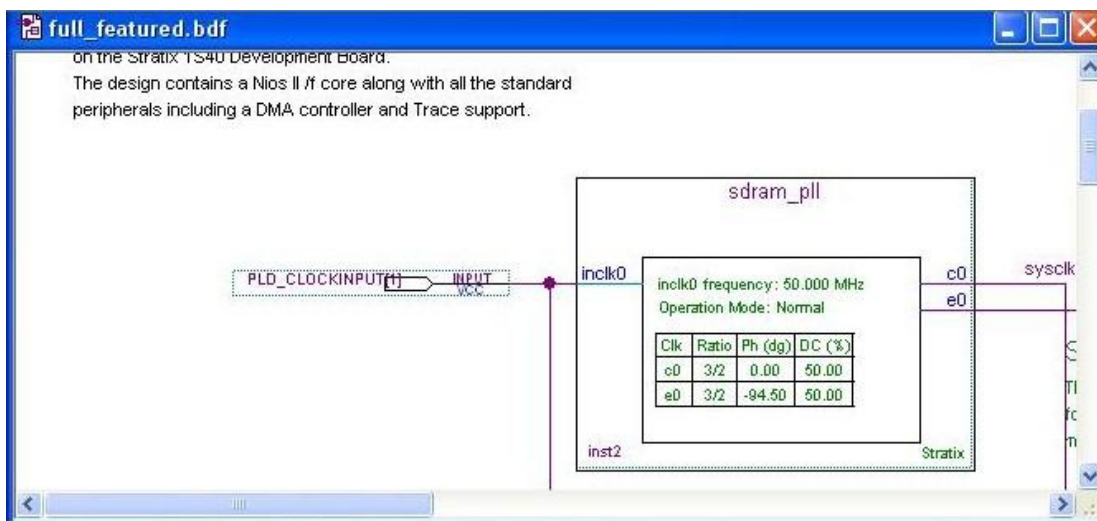 full_featured.bdf
on the Stratix 1S40 Development Board.
The design contains a Nios II /f core along with all the standard
peripherals including a DMA controller and Trace support.
sdram_pll
PLD_CLOCKINPUT[1]
INPUT
VCC
inclk0
inclk0 frequency: 50.000 MHz
Operation Mode: Normal
Clk Ratio Ph (dg) DC (%)
c0 3/2 0.00 50.00
e0 3/2 -94.50 50.00
c0
e0
sysclk
inst2
Stratix